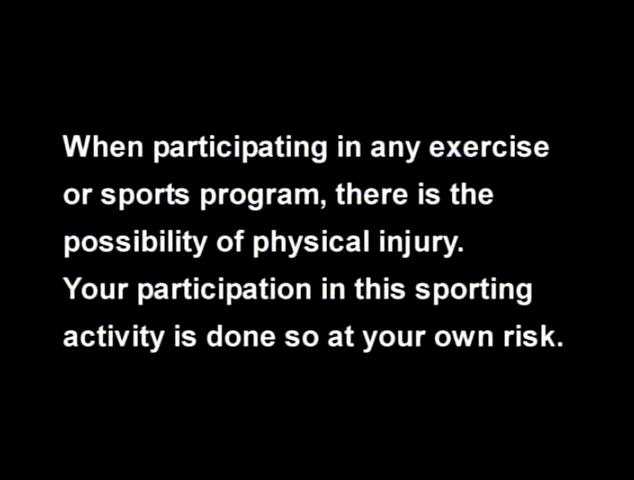 When participating in any exercise
or sports program, there is the
possibility of physical injury.
Your participation in this sporting
activity is done so at your own risk.